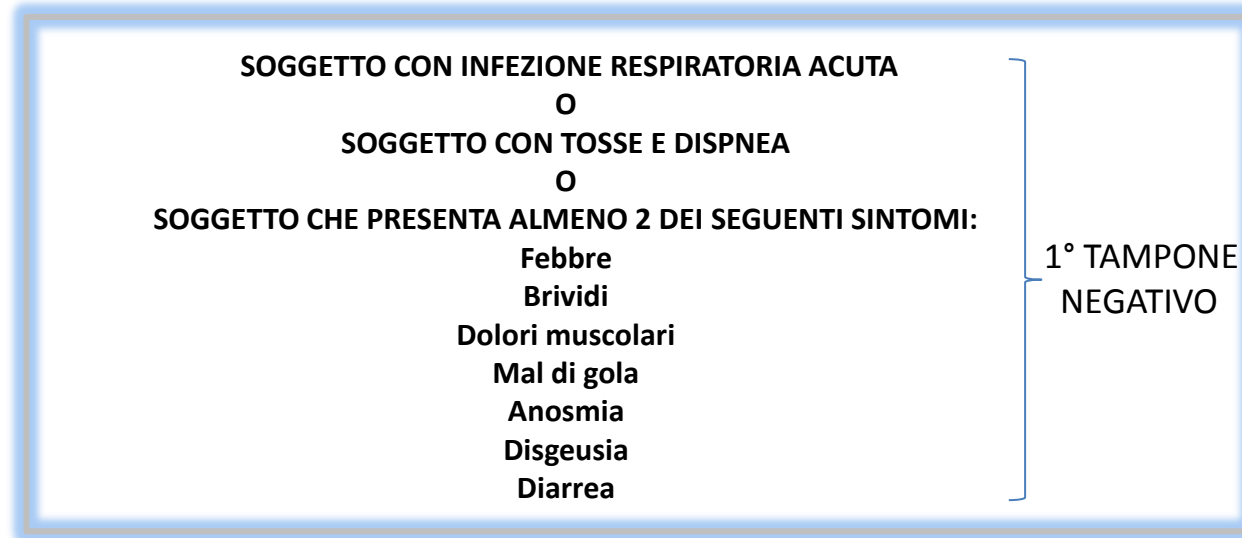 SOGGETTO CON INFEZIONE RESPIRATORIA ACUTA
O
SOGGETTO CON TOSSE E DISPNEA
O
SOGGETTO CHE PRESENTA ALMENO 2 DEI SEGUENTI SINTOMI:
Febbre
Brividi
Dolori muscolari
Mal di gola
Anosmia
Disgeusia
Diarrea
1° TAMPONE
NEGATIVO